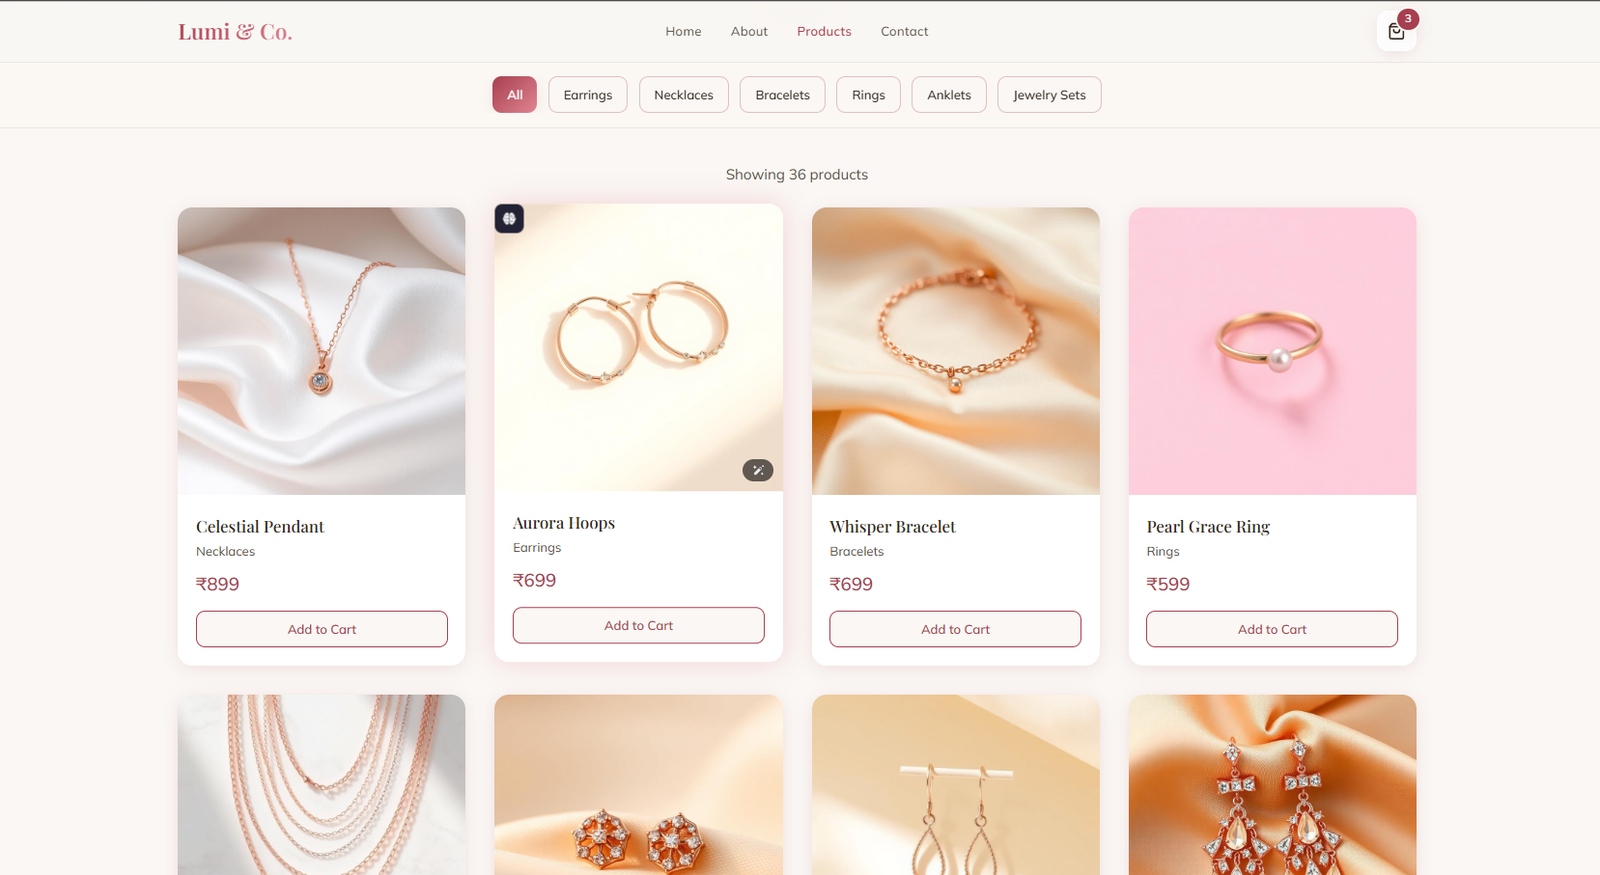 Lumi & Co.
Home About Products Contact
3
All Earrings Necklaces Bracelets Rings Anklets Jewelry Sets
Showing 36 products
Celestial Pendant
Necklaces
₹899
Add to Cart
Aurora Hoops
Earrings
₹699
Add to Cart
Whisper Bracelet
Bracelets
₹699
Add to Cart
Pearl Grace Ring
Rings
₹599
Add to Cart